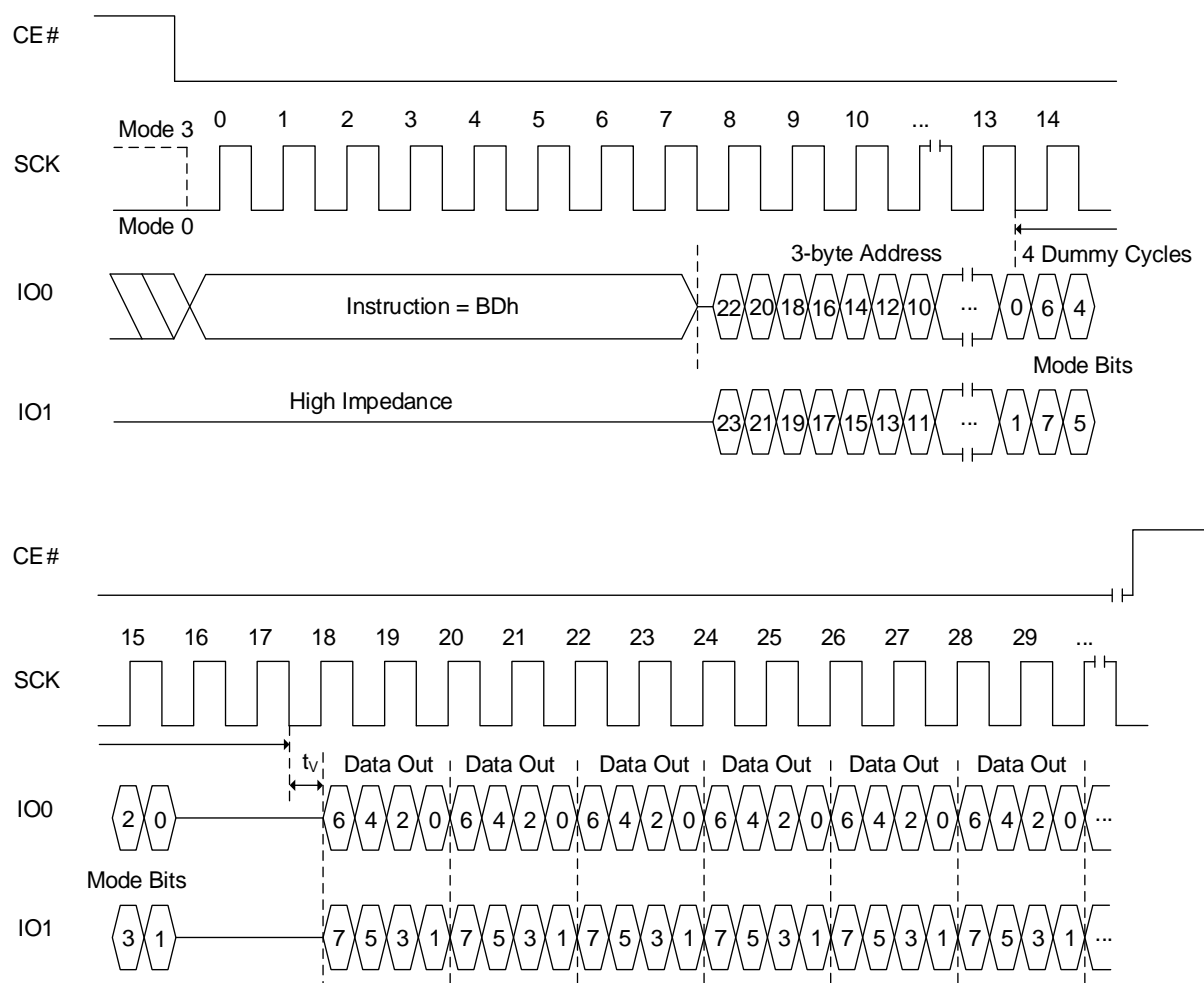 CE#
0 1 2 3 4 5 6 7 8 9 10 ... 13 14
Mode 3
SCK
Mode 0
3-byte Address 4 Dummy Cycles
IO0 Instruction = BDh 22 20 18 16 14 12 10 ... 0 6 4
Mode Bits
IO1 High Impedance 23 21 19 17 15 13 11 ... 1 7 5
CE#
15 16 17 18 19 20 21 22 23 24 25 26 27 28 29 ...
SCK
tV Data Out Data Out Data Out Data Out Data Out Data Out
IO0 2 0 6 4 2 0 6 4 2 0 6 4 2 0 6 4 2 0 6 4 2 0 6 4 2 0 ...
Mode Bits
IO1 3 1 7 5 3 1 7 5 3 1 7 5 3 1 7 5 3 1 7 5 3 1 7 5 3 1 ...